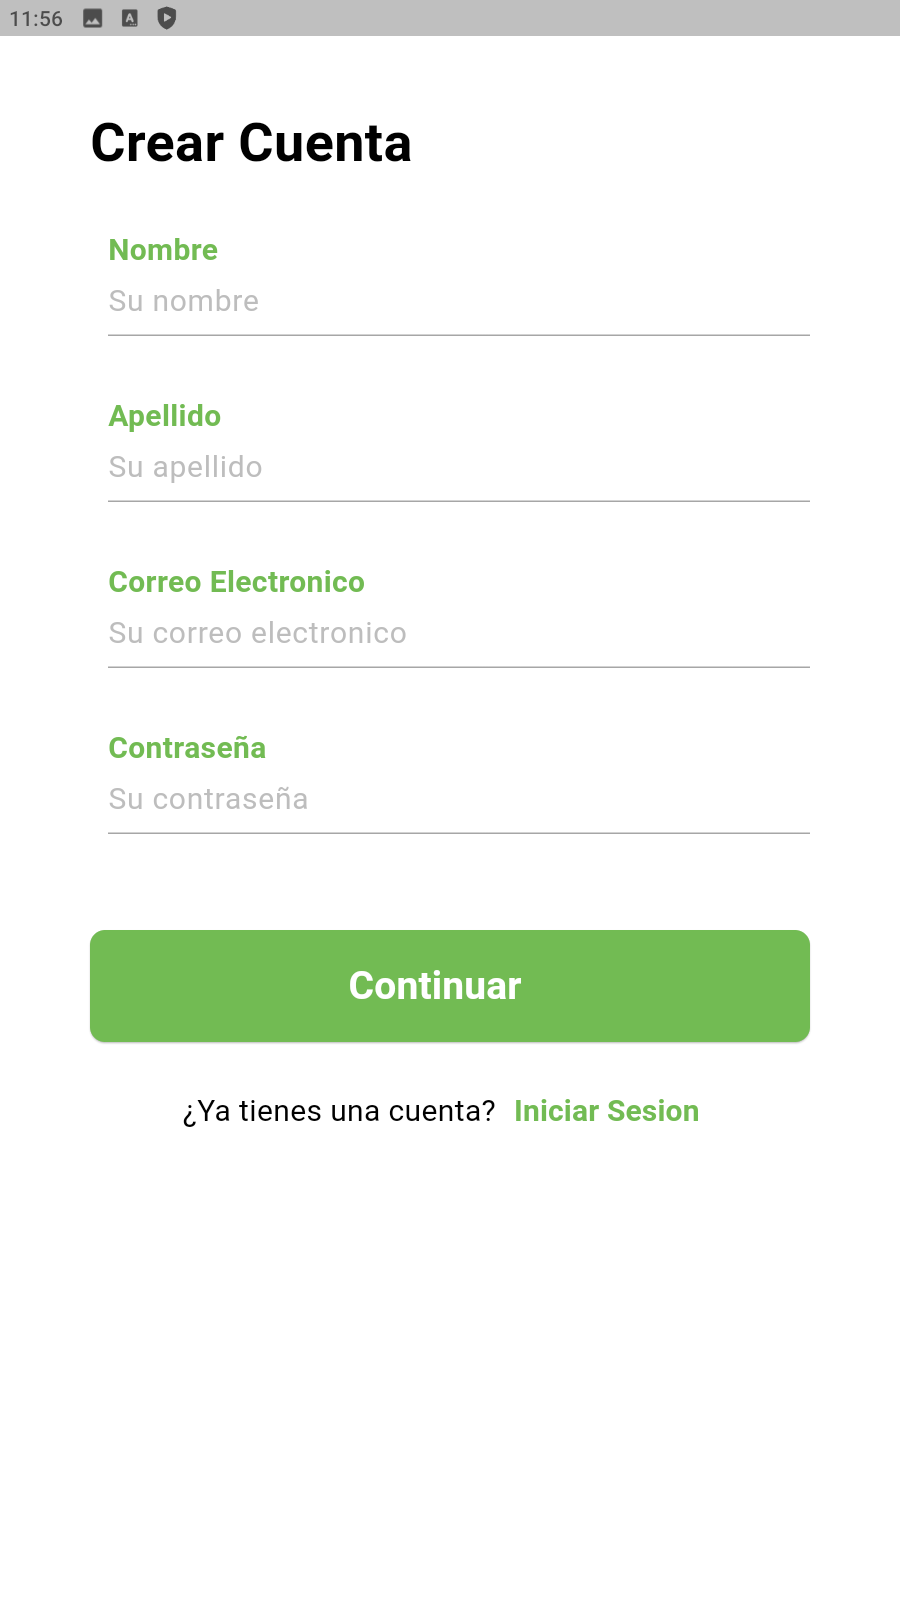 11:56
Crear Cuenta
Nombre
Su nombre
Apellido
Su apellido
Correo Electronico
Su correo electronico
Contraseña
Su contraseña
Continuar
¿Ya tienes una cuenta? Iniciar Sesion